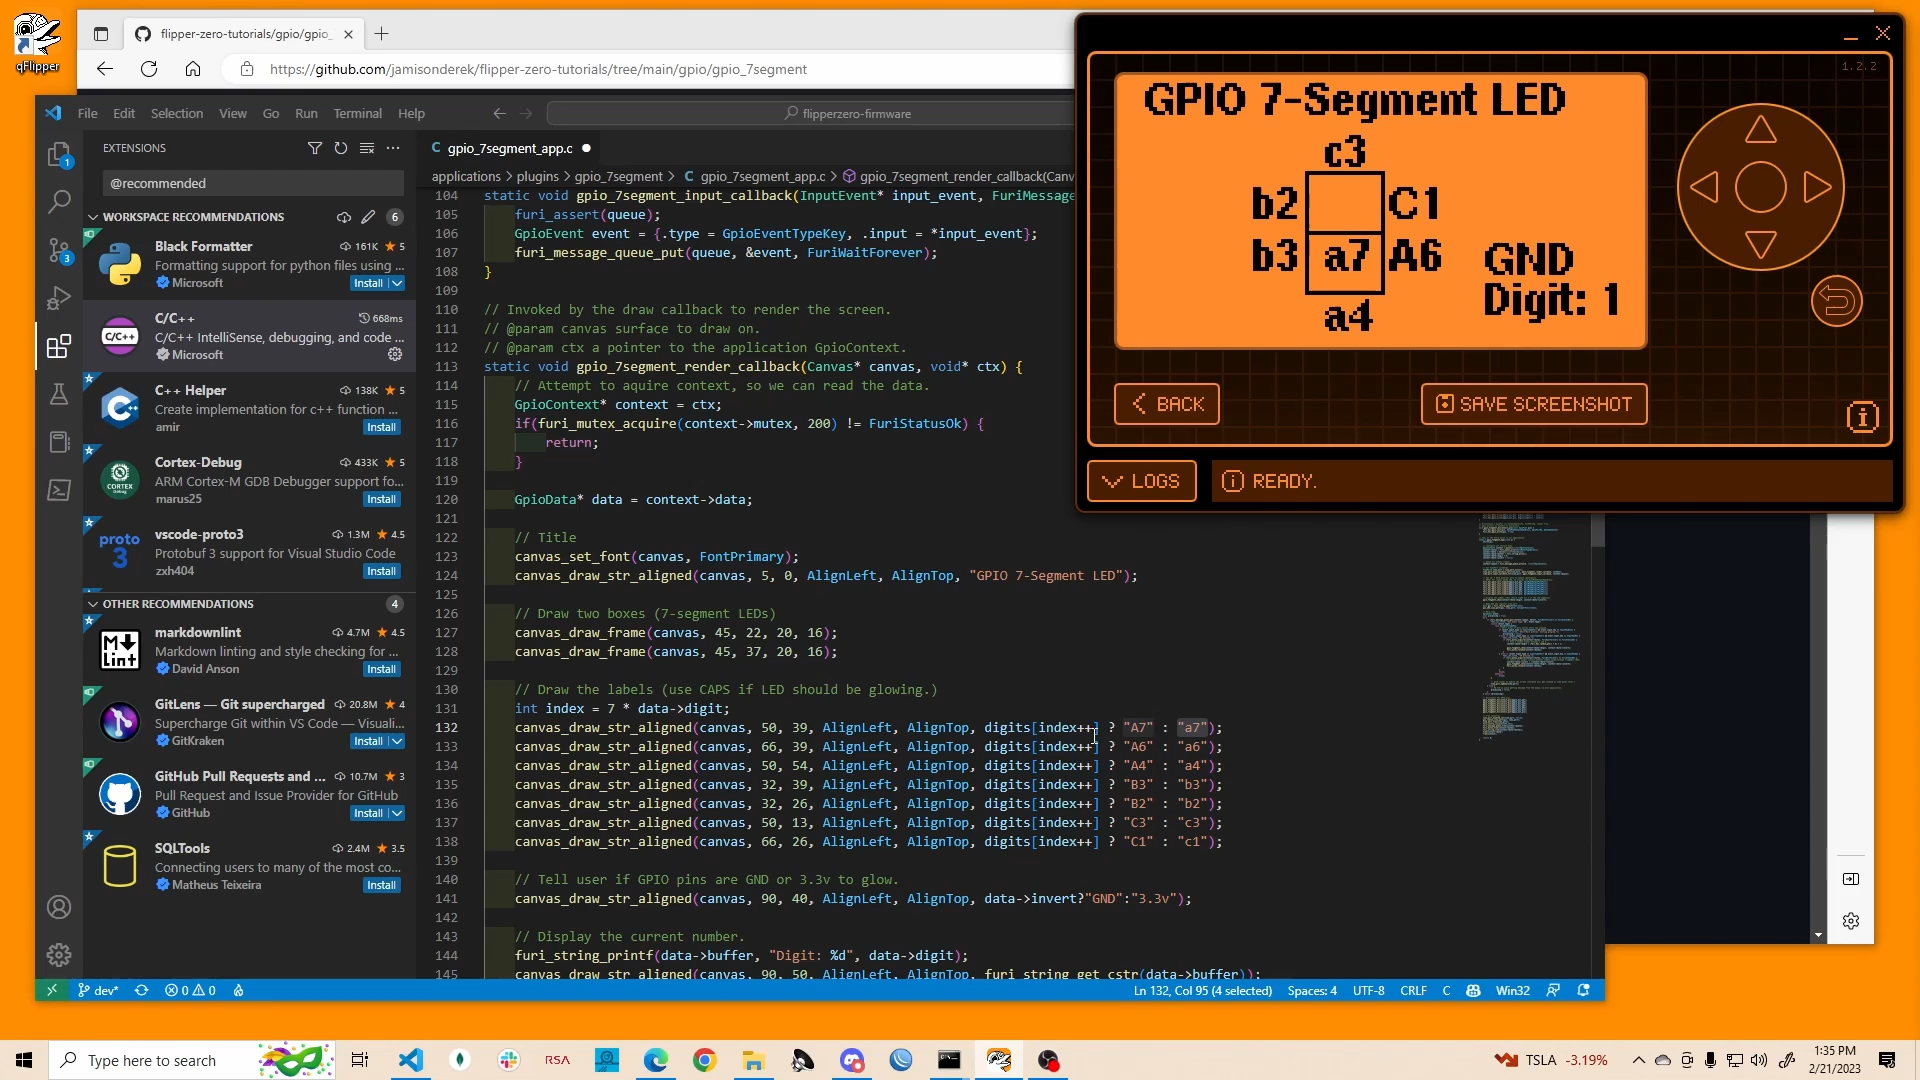 qFlipper
flipper-zero-tutorials/gpio/gpio_
https://github.com/jamisonderek/flipper-zero-tutorials/tree/main/gpio/gpio_7segment
File Edit Selection View Go Run Terminal Help
flipperzero-firmware
EXTENSIONS
@recommended
WORKSPACE RECOMMENDATIONS 6
Black Formatter 161K 5
Formatting support for python files using ...
Microsoft Install
C/C++ 668ms
C/C++ IntelliSense, debugging, and code ...
Microsoft
C++ Helper 138K 5
Create implementation for c++ function ...
amir Install
Cortex-Debug 433K 5
ARM Cortex-M GDB Debugger support fo...
marus25 Install
vscode-proto3 1.3M 4.5
Protobuf 3 support for Visual Studio Code
zxh404 Install
OTHER RECOMMENDATIONS 4
markdownlint 4.7M 4.5
Markdown linting and style checking for ...
David Anson Install
GitLens — Git supercharged 20.8M 4
Supercharge Git within VS Code — Visuali...
GitKraken Install
GitHub Pull Requests and ... 10.7M 3
Pull Request and Issue Provider for GitHub
GitHub Install
SQLTools 2.4M 3.5
Connecting users to many of the most co...
Matheus Teixeira Install
C gpio_7segment_app.c
applications > plugins > gpio_7segment > C gpio_7segment_app.c > gpio_7segment_render_callback(Canv
104 static void gpio_7segment_input_callback(InputEvent* input_event, FuriMessage
105 furi_assert(queue);
106 GpioEvent event = {.type = GpioEventTypeKey, .input = *input_event};
107 furi_message_queue_put(queue, &event, FuriWaitForever);
108 }
109
110 // Invoked by the draw callback to render the screen.
111 // @param canvas surface to draw on.
112 // @param ctx a pointer to the application GpioContext.
113 static void gpio_7segment_render_callback(Canvas* canvas, void* ctx) {
114 // Attempt to aquire context, so we can read the data.
115 GpioContext* context = ctx;
116 if(furi_mutex_acquire(context->mutex, 200) != FuriStatusOk) {
117 return;
118 }
119
120 GpioData* data = context->data;
121
122 // Title
123 canvas_set_font(canvas, FontPrimary);
124 canvas_draw_str_aligned(canvas, 5, 0, AlignLeft, AlignTop, "GPIO 7-Segment LED");
125
126 // Draw two boxes (7-segment LEDs)
127 canvas_draw_frame(canvas, 45, 22, 20, 16);
128 canvas_draw_frame(canvas, 45, 37, 20, 16);
129
130 // Draw the labels (use CAPS if LED should be glowing.)
131 int index = 7 * data->digit;
132 canvas_draw_str_aligned(canvas, 50, 39, AlignLeft, AlignTop, digits[index++] ? "A7" : "a7");
133 canvas_draw_str_aligned(canvas, 66, 39, AlignLeft, AlignTop, digits[index++] ? "A6" : "a6");
134 canvas_draw_str_aligned(canvas, 50, 54, AlignLeft, AlignTop, digits[index++] ? "A4" : "a4");
135 canvas_draw_str_aligned(canvas, 32, 39, AlignLeft, AlignTop, digits[index++] ? "B3" : "b3");
136 canvas_draw_str_aligned(canvas, 32, 26, AlignLeft, AlignTop, digits[index++] ? "B2" : "b2");
137 canvas_draw_str_aligned(canvas, 50, 13, AlignLeft, AlignTop, digits[index++] ? "C3" : "c3");
138 canvas_draw_str_aligned(canvas, 66, 26, AlignLeft, AlignTop, digits[index++] ? "C1" : "c1");
139
140 // Tell user if GPIO pins are GND or 3.3v to glow.
141 canvas_draw_str_aligned(canvas, 90, 40, AlignLeft, AlignTop, data->invert?"GND":"3.3v");
142
143 // Display the current number.
144 furi_string_printf(data->buffer, "Digit: %d", data->digit);
145 canvas_draw_str_aligned(canvas, 90, 50, AlignLeft, AlignTop, furi_string_get_cstr(data->buffer));
1.2.2
GPIO 7-Segment LED
c3
b2 C1
b3 a7 A6
GND
a4
Digit: 1
BACK
SAVE SCREENSHOT
LOGS
READY.
dev* 0 0
Ln 132, Col 95 (4 selected) Spaces: 4 UTF-8 CRLF C Win32
Type here to search
RSA
TSLA -3.19%
1:35 PM
2/21/2023